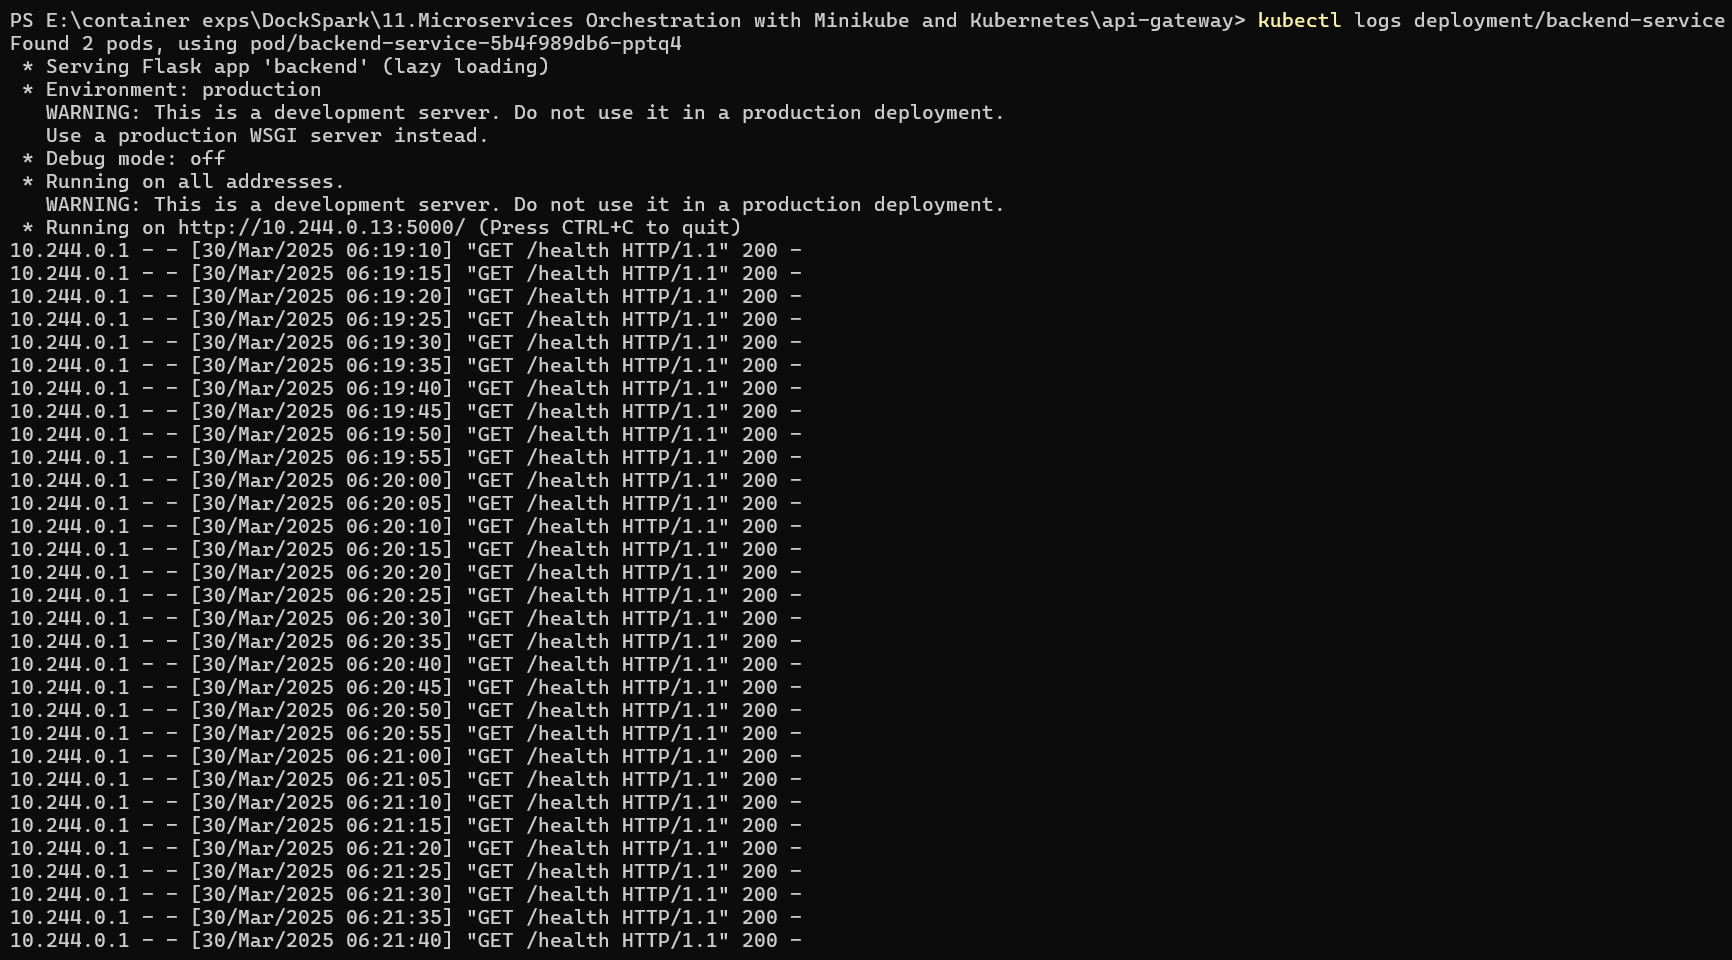 PS E:\container exps\DockSpark\11.Microservices Orchestration with Minikube and Kubernetes\api-gateway> kubectl logs deployment/backend-service
Found 2 pods, using pod/backend-service-5b4f989db6-pptq4
 * Serving Flask app 'backend' (lazy loading)
 * Environment: production
   WARNING: This is a development server. Do not use it in a production deployment.
   Use a production WSGI server instead.
 * Debug mode: off
 * Running on all addresses.
   WARNING: This is a development server. Do not use it in a production deployment.
 * Running on http://10.244.0.13:5000/ (Press CTRL+C to quit)
10.244.0.1 - - [30/Mar/2025 06:19:10] "GET /health HTTP/1.1" 200 -
10.244.0.1 - - [30/Mar/2025 06:19:15] "GET /health HTTP/1.1" 200 -
10.244.0.1 - - [30/Mar/2025 06:19:20] "GET /health HTTP/1.1" 200 -
10.244.0.1 - - [30/Mar/2025 06:19:25] "GET /health HTTP/1.1" 200 -
10.244.0.1 - - [30/Mar/2025 06:19:30] "GET /health HTTP/1.1" 200 -
10.244.0.1 - - [30/Mar/2025 06:19:35] "GET /health HTTP/1.1" 200 -
10.244.0.1 - - [30/Mar/2025 06:19:40] "GET /health HTTP/1.1" 200 -
10.244.0.1 - - [30/Mar/2025 06:19:45] "GET /health HTTP/1.1" 200 -
10.244.0.1 - - [30/Mar/2025 06:19:50] "GET /health HTTP/1.1" 200 -
10.244.0.1 - - [30/Mar/2025 06:19:55] "GET /health HTTP/1.1" 200 -
10.244.0.1 - - [30/Mar/2025 06:20:00] "GET /health HTTP/1.1" 200 -
10.244.0.1 - - [30/Mar/2025 06:20:05] "GET /health HTTP/1.1" 200 -
10.244.0.1 - - [30/Mar/2025 06:20:10] "GET /health HTTP/1.1" 200 -
10.244.0.1 - - [30/Mar/2025 06:20:15] "GET /health HTTP/1.1" 200 -
10.244.0.1 - - [30/Mar/2025 06:20:20] "GET /health HTTP/1.1" 200 -
10.244.0.1 - - [30/Mar/2025 06:20:25] "GET /health HTTP/1.1" 200 -
10.244.0.1 - - [30/Mar/2025 06:20:30] "GET /health HTTP/1.1" 200 -
10.244.0.1 - - [30/Mar/2025 06:20:35] "GET /health HTTP/1.1" 200 -
10.244.0.1 - - [30/Mar/2025 06:20:40] "GET /health HTTP/1.1" 200 -
10.244.0.1 - - [30/Mar/2025 06:20:45] "GET /health HTTP/1.1" 200 -
10.244.0.1 - - [30/Mar/2025 06:20:50] "GET /health HTTP/1.1" 200 -
10.244.0.1 - - [30/Mar/2025 06:20:55] "GET /health HTTP/1.1" 200 -
10.244.0.1 - - [30/Mar/2025 06:21:00] "GET /health HTTP/1.1" 200 -
10.244.0.1 - - [30/Mar/2025 06:21:05] "GET /health HTTP/1.1" 200 -
10.244.0.1 - - [30/Mar/2025 06:21:10] "GET /health HTTP/1.1" 200 -
10.244.0.1 - - [30/Mar/2025 06:21:15] "GET /health HTTP/1.1" 200 -
10.244.0.1 - - [30/Mar/2025 06:21:20] "GET /health HTTP/1.1" 200 -
10.244.0.1 - - [30/Mar/2025 06:21:25] "GET /health HTTP/1.1" 200 -
10.244.0.1 - - [30/Mar/2025 06:21:30] "GET /health HTTP/1.1" 200 -
10.244.0.1 - - [30/Mar/2025 06:21:35] "GET /health HTTP/1.1" 200 -
10.244.0.1 - - [30/Mar/2025 06:21:40] "GET /health HTTP/1.1" 200 -